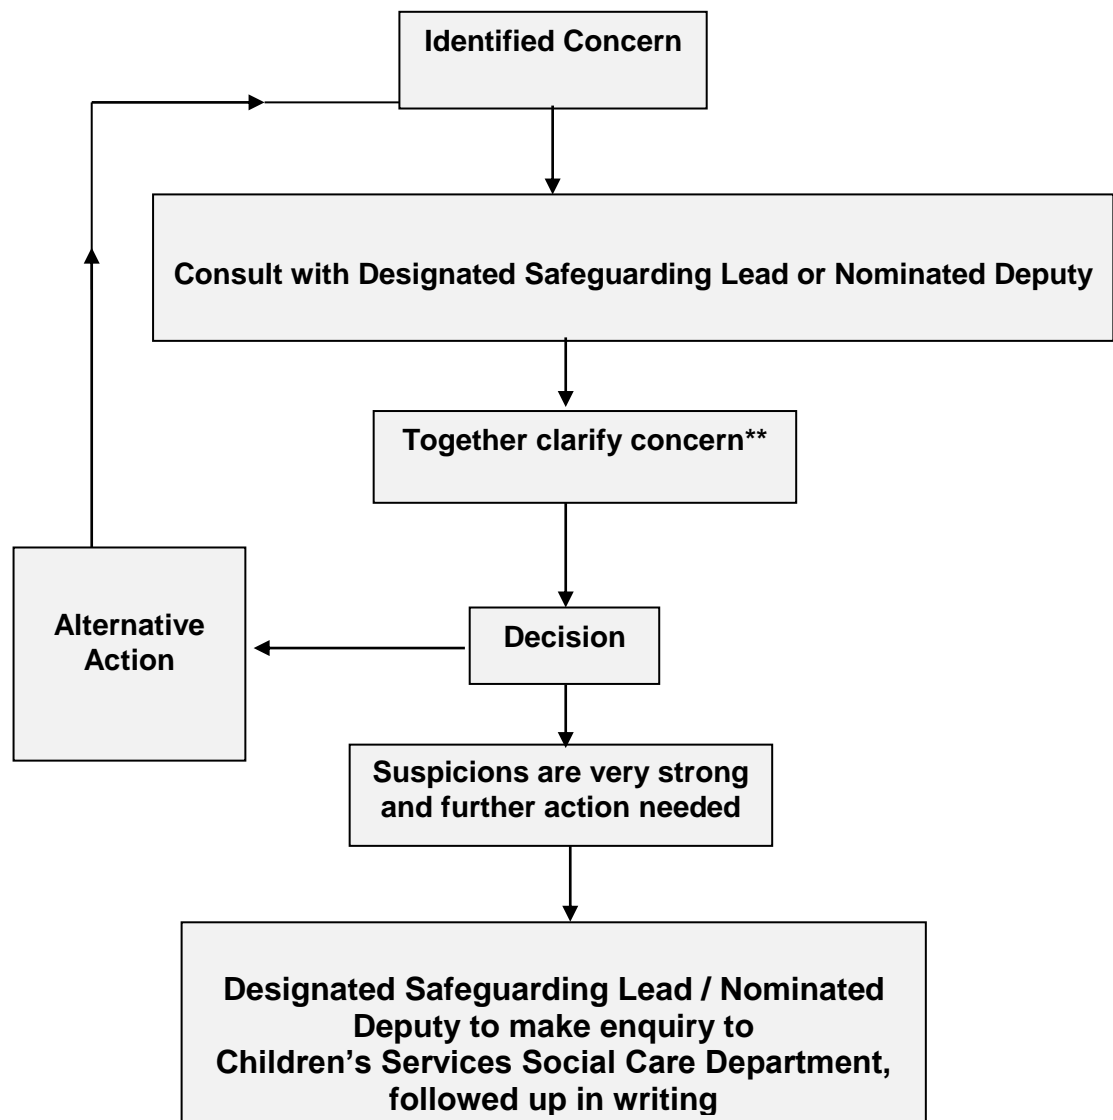 Identified Concern
Consult with Designated Safeguarding Lead or Nominated Deputy
Together clarify concern**
Alternative
Action
Decision
Suspicions are very strong
and further action needed
Designated Safeguarding Lead / Nominated
Deputy to make enquiry to
Children’s Services Social Care Department,
followed up in writing